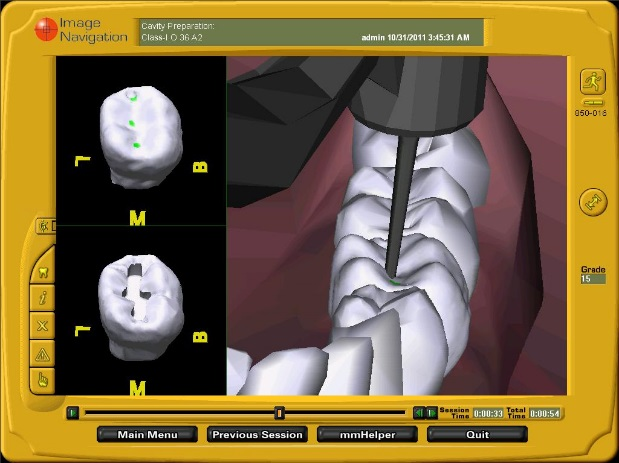 Image
Navigation
Cavity Preparation:
Class-I O 36 A2
admin 10/31/2011 3:45:31 AM
850-016
L
B
M
L
B
M
Grade
15
Session
Time
0:00:33
Total
Time
0:00:54
Main Menu
Previous Session
mmHelper
Quit